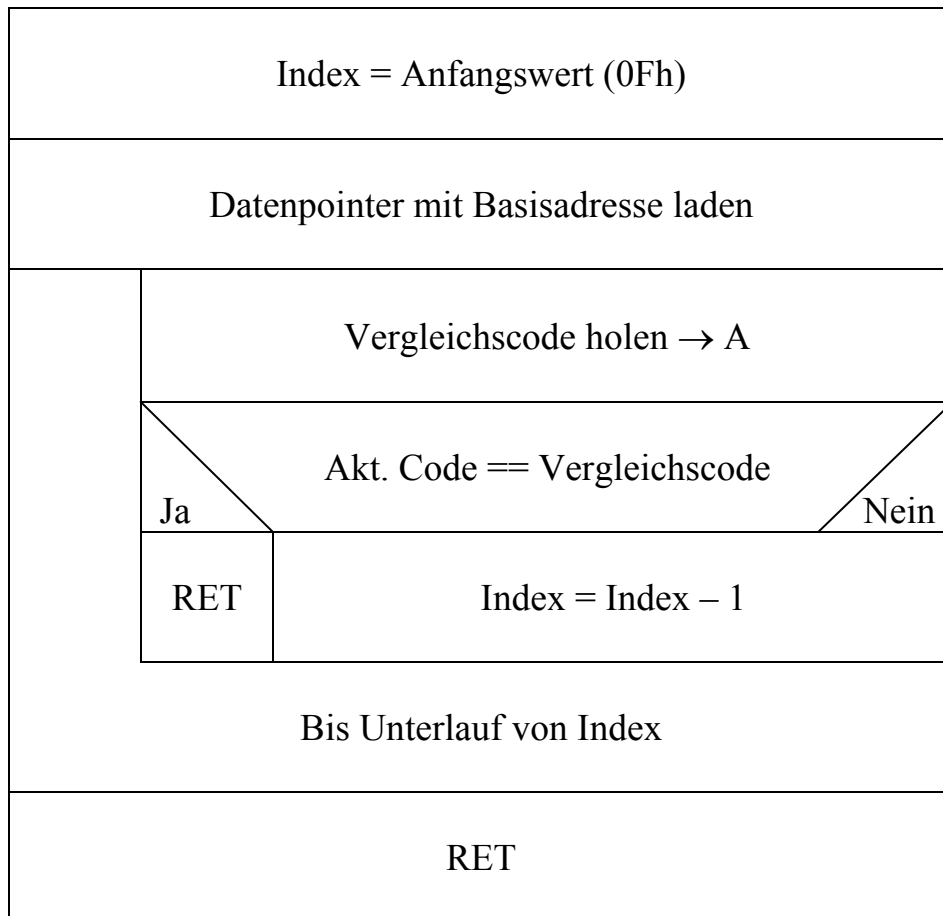 Index = Anfangswert (0Fh)
Datenpointer mit Basisadresse laden
Vergleichscode holen → A
Akt. Code == Vergleichscode
Ja
Nein
RET
Index = Index – 1
Bis Unterlauf von Index
RET